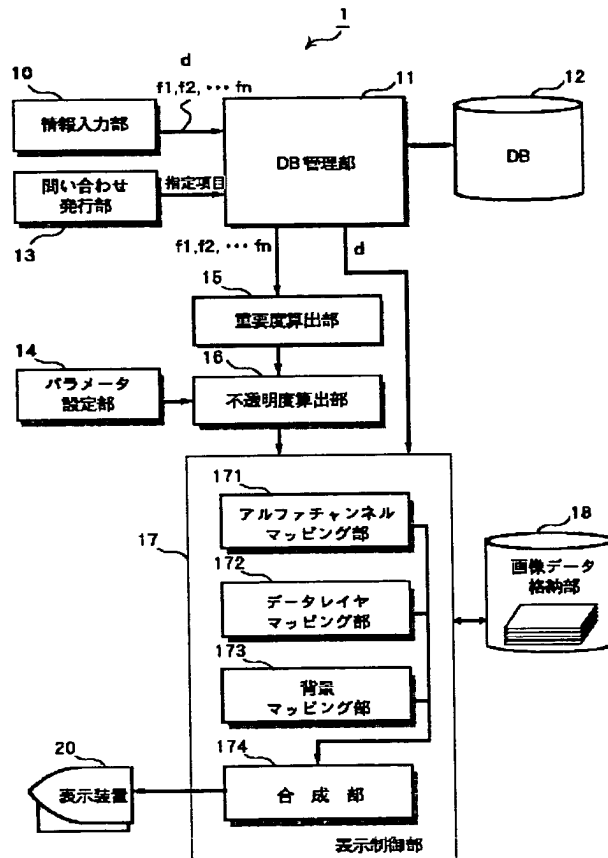 1
10
d
f1,f2,･･･ fn
11
12
情報入力部
DB管理部
DB
問い合わせ
発行部
指定項目
13
f1,f2,･･･ fn
d
15
重要度算出部
14
16
パラメータ
設定部
不透明度算出部
17
171
アルファチャンネル
マッピング部
18
画像データ
格納部
172
データレイヤ
マッピング部
173
背景
マッピング部
174
20
表示装置
合成部
表示制御部